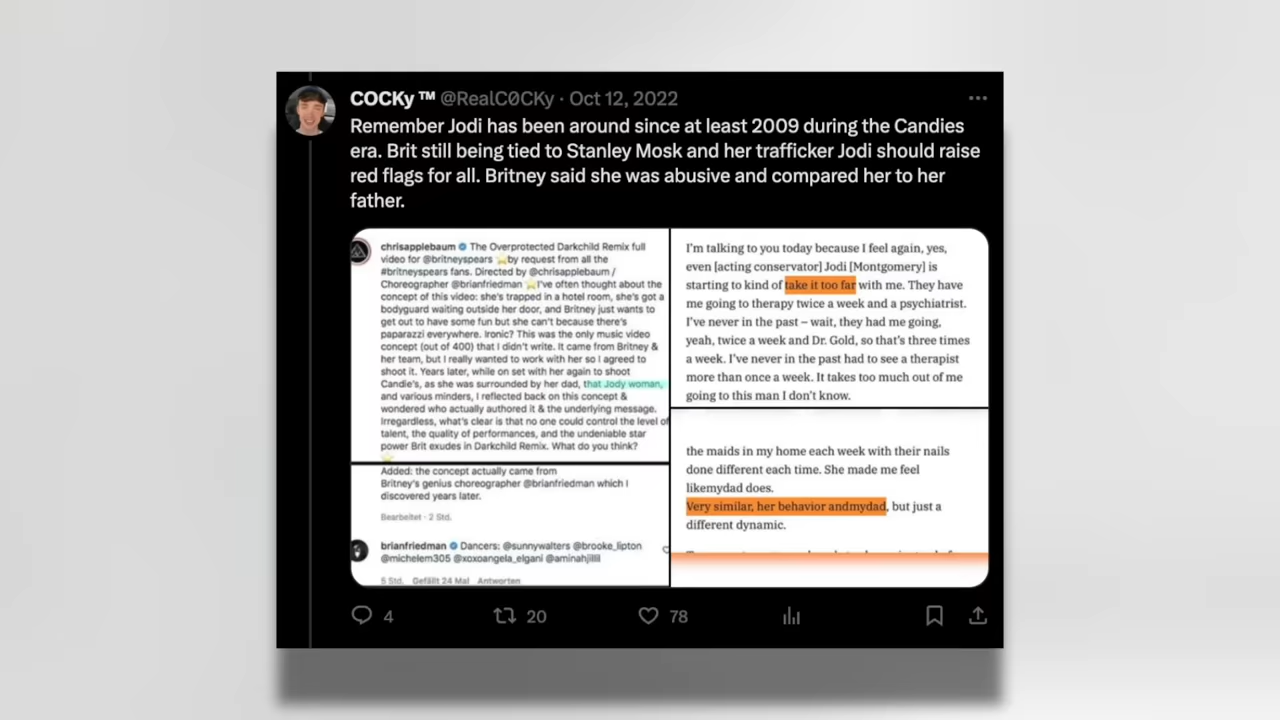 COCKy ™ @RealC0CKy · Oct 12, 2022
Remember Jodi has been around since at least 2009 during the Candies
era. Brit still being tied to Stanley Mosk and her trafficker Jodi should raise
red flags for all. Britney said she was abusive and compared her to her
father.
chrisapplebaum The Overprotected Darkchild Remix full
video for @britneyspears ⭐by request from all the
#britneyspears fans. Directed by @chrisapplebaum /
Choreographer @brianfriedman ⭐I've often thought about the
concept of this video: she's trapped in a hotel room, she's got a
bodyguard waiting outside her door, and Britney just wants to
get out to have some fun but she can't because there's
paparazzi everywhere. Ironic? This was the only music video
concept (out of 400) that I didn't write. It came from Britney &
her team, but I really wanted to work with her so I agreed to
shoot it. Years later, while on set with her again to shoot
Candie's, as she was surrounded by her dad, that Jody woman,
and various minders, I reflected back on this concept &
wondered who actually authored it & the underlying message.
Irregardless, what's clear is that no one could control the level of
talent, the quality of performances, and the undeniable star
power Brit exudes in Darkchild Remix. What do you think?
Added: the concept actually came from
Britney's genius choreographer @brianfriedman which I
discovered years later.
Bearbeitet · 2 Std.
brianfriedman Dancers: @sunnywalters @brooke_lipton
@michelem305 @xoxoangela_elgani @aminahjillil
5 Std. Gefällt 24 Mal Antworten
I'm talking to you today because I feel again, yes,
even [acting conservator] Jodi [Montgomery] is
starting to kind of take it too far with me. They have
me going to therapy twice a week and a psychiatrist.
I've never in the past – wait, they had me going,
yeah, twice a week and Dr. Gold, so that's three times
a week. I've never in the past had to see a therapist
more than once a week. It takes too much out of me
going to this man I don't know.
the maids in my home each week with their nails
done different each time. She made me feel
likemydad does.
Very similar, her behavior andmydad, but just a
different dynamic.
4 20 78